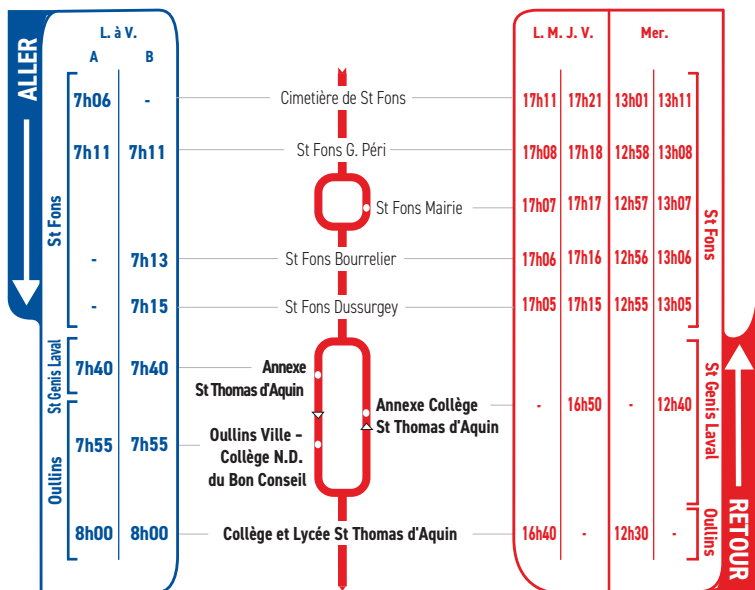 ALLER
L. à V.
A B
L. M. J. V. Mer.
St Fons
7h06 - Cimetière de St Fons 17h11 17h21 13h01 13h11
7h11 7h11 St Fons G. Péri 17h08 17h18 12h58 13h08
St Fons Mairie 17h07 17h17 12h57 13h07
- 7h13 St Fons Bourrelier 17h06 17h16 12h56 13h06
- 7h15 St Fons Dussurgey 17h05 17h15 12h55 13h05
St Fons
St Genis Laval
7h40 7h40 Annexe
St Thomas d'Aquin
Annexe Collège - 16h50 - 12h40
St Thomas d'Aquin
St Genis Laval
Oullins
7h55 7h55 Oullins Ville –
Collège N.D.
du Bon Conseil
8h00 8h00 Collège et Lycée St Thomas d'Aquin 16h40 - 12h30 -
Oullins
RETOUR